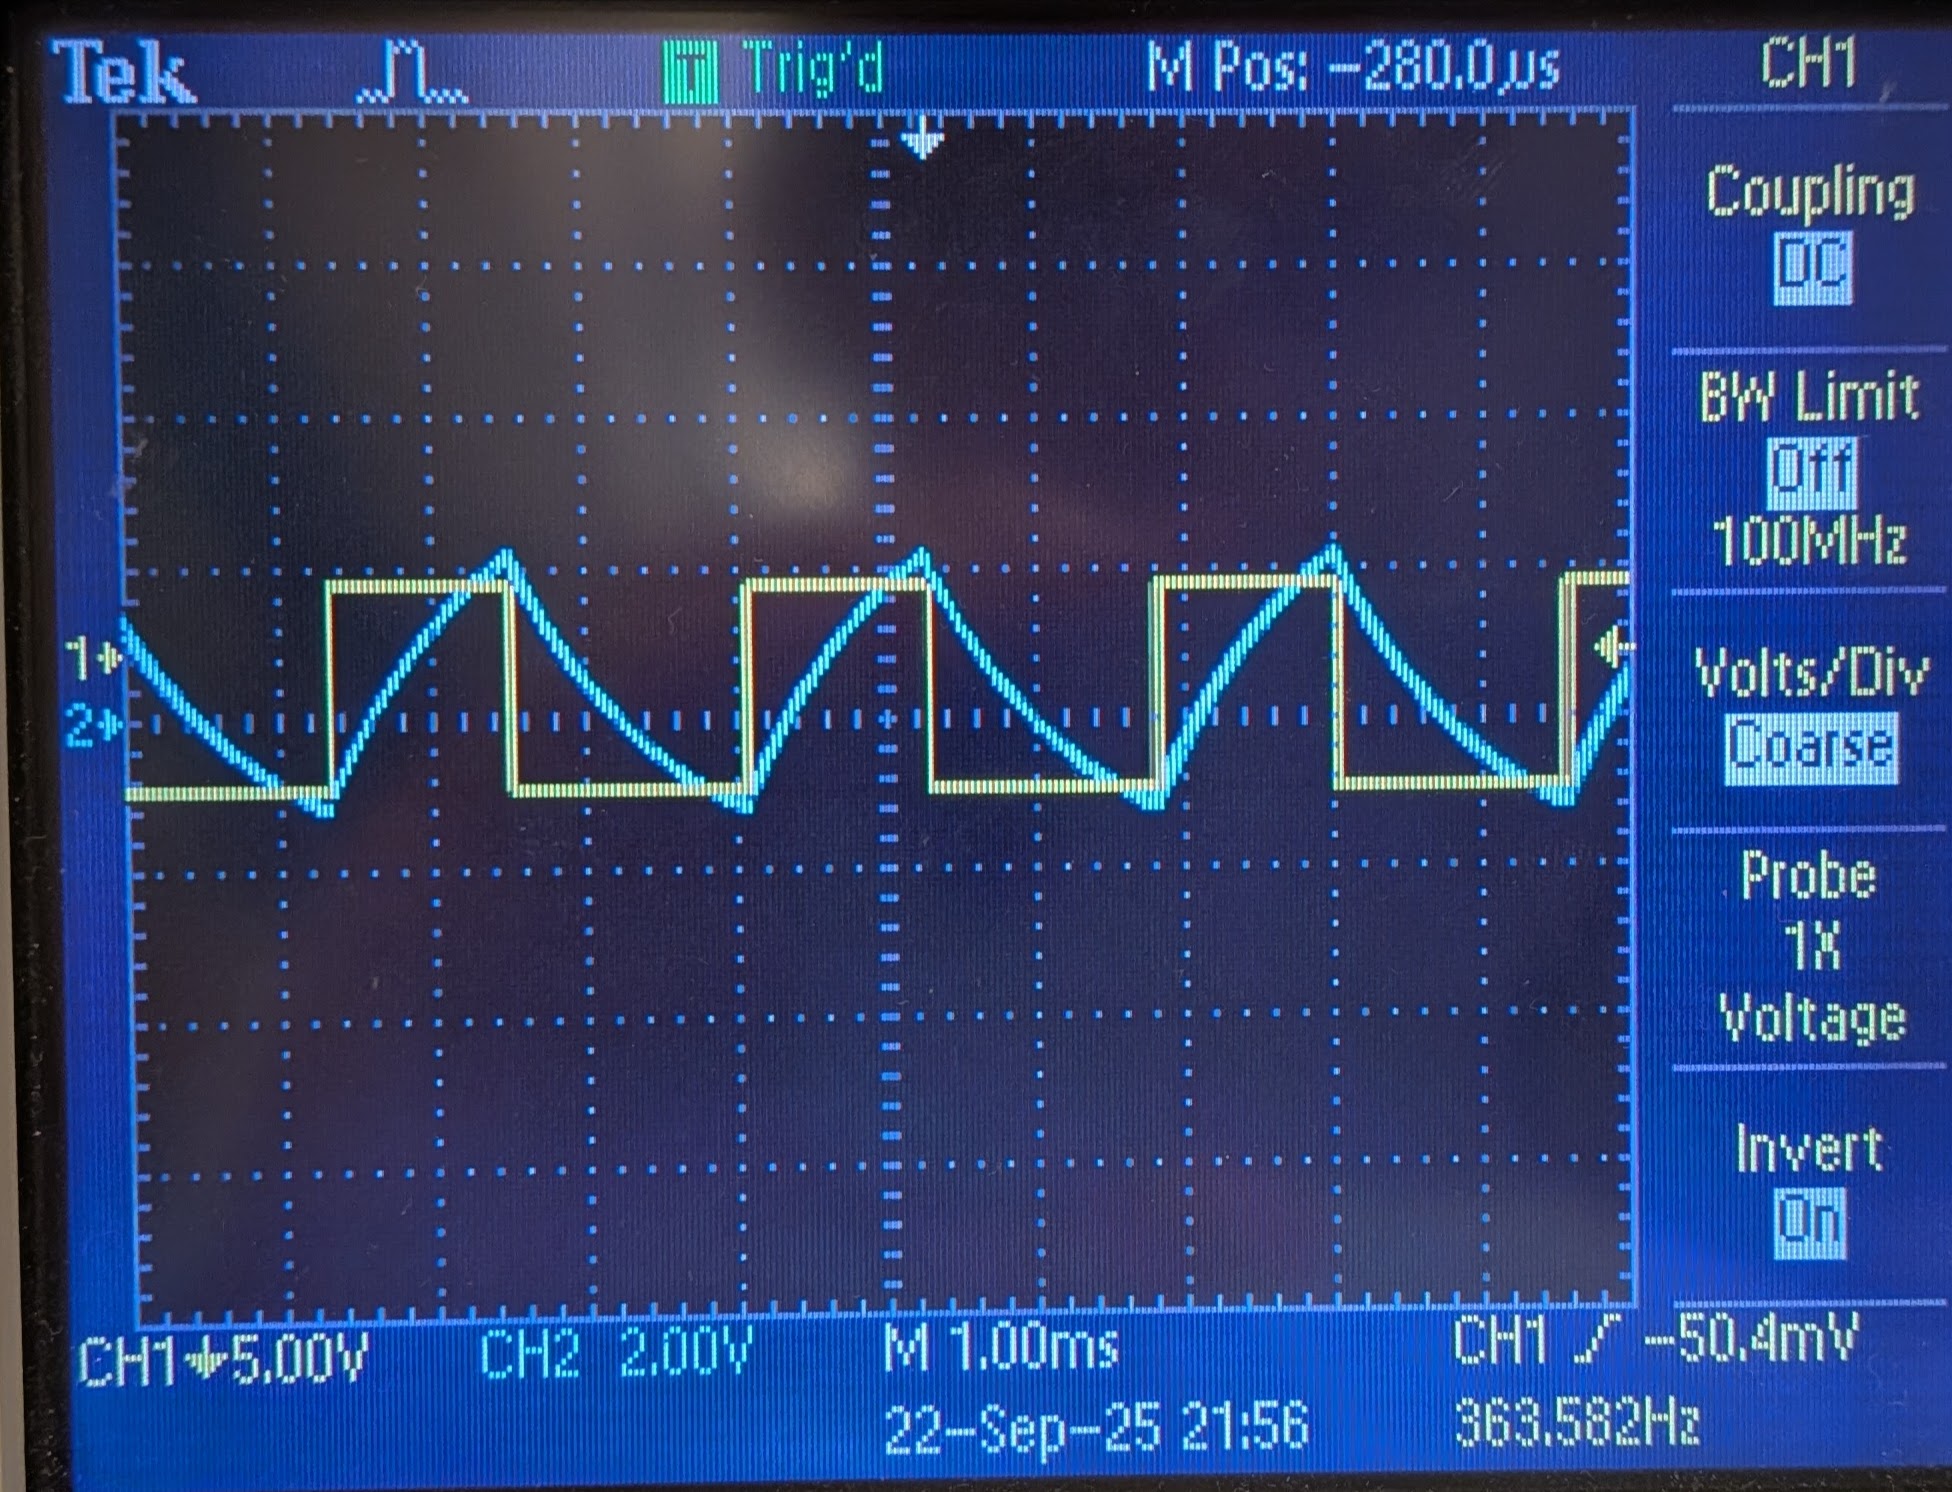 Tek T Trig'd M Pos: -280.0µs CH1
Coupling
DC
BW Limit
Off
100MHz
1
Volts/Div
2
Coarse
Probe
1X
Voltage
Invert
On
CH1 5.00V CH2 2.00V M 1.00ms CH1 -50.4mV
22-Sep-25 21:56 363.582Hz